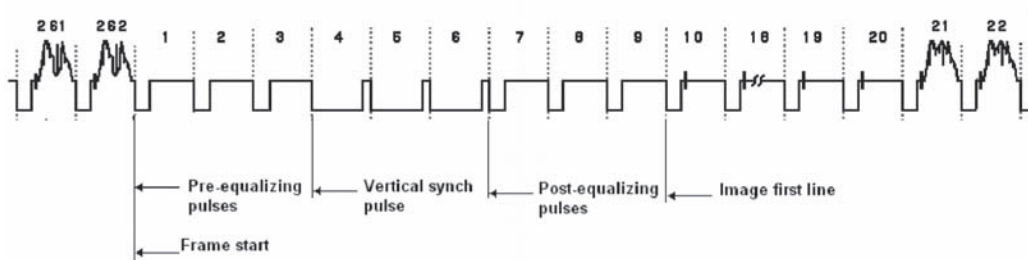 261 262 1 2 3 4 5 6 7 8 9 10 18 19 20 21 22
Pre-equalizing
pulses
Vertical synch
pulse
Post-equalizing
pulses
Image first line
Frame start